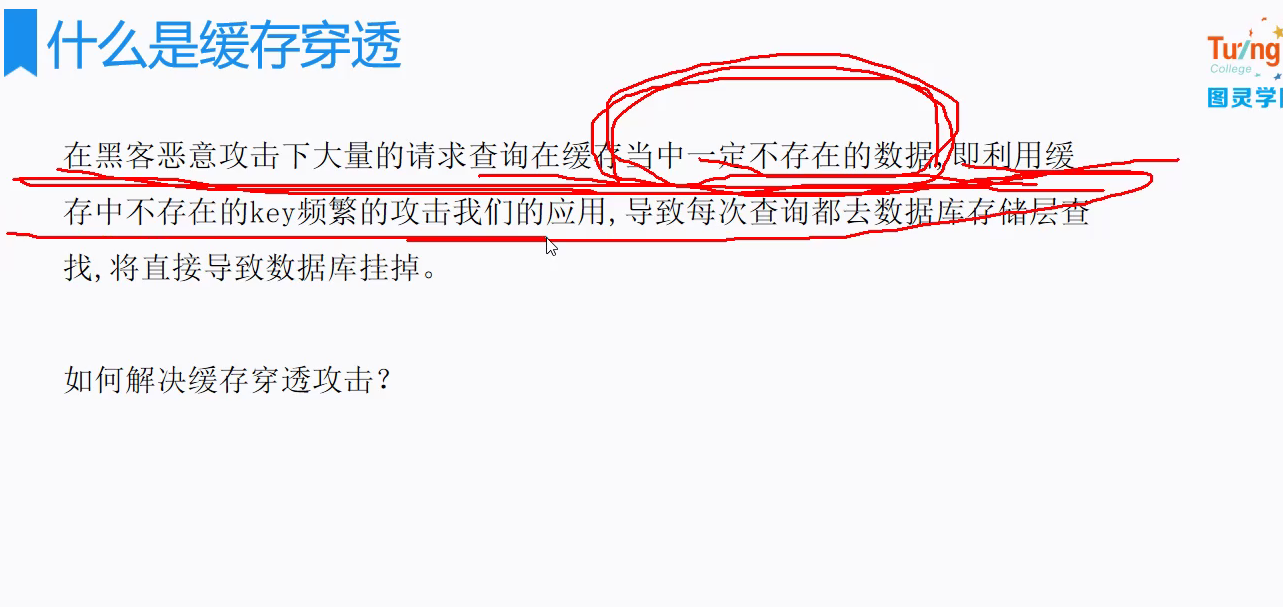 什么是缓存穿透
Tuing
College
图灵学
在黑客恶意攻击下大量的请求查询在缓存当中一定不存在的数据,即利用缓
存中不存在的key频繁的攻击我们的应用,导致每次查询都去数据库存储层查
找,将直接导致数据库挂掉。
如何解决缓存穿透攻击？